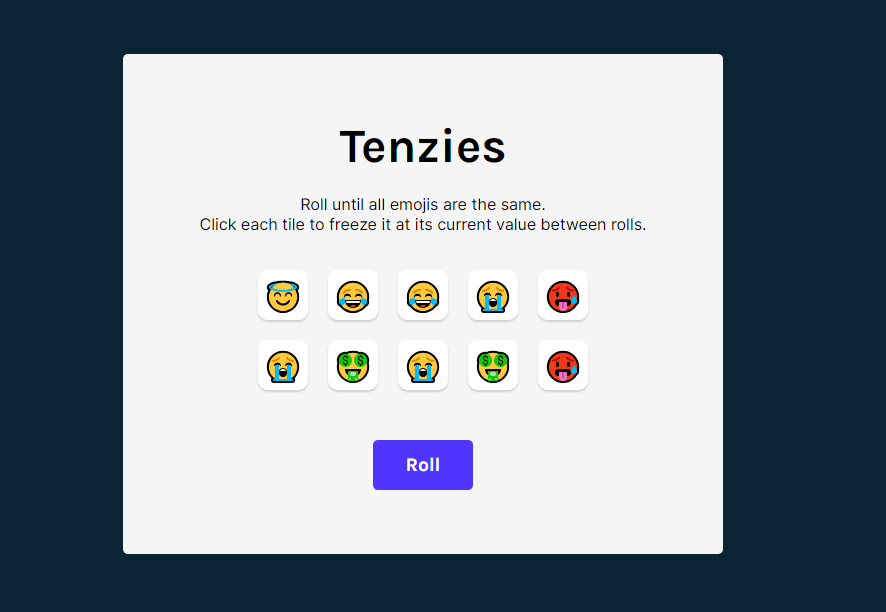 Tenzies
Roll until all emojis are the same.
Click each tile to freeze it at its current value between rolls.
Roll